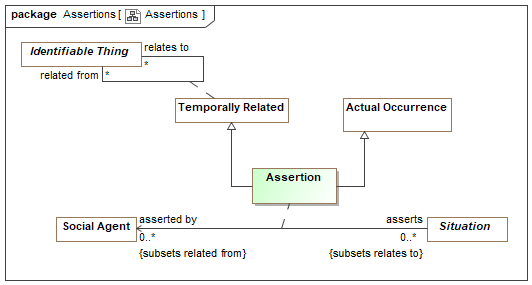 package Assertions [ Assertions ]
Identifiable Thing
relates to
*
related from
*
Temporally Related
Actual Occurrence
Assertion
Social Agent
asserted by
0..*
{subsets related from}
asserts
0..*
{subsets related to}
Situation